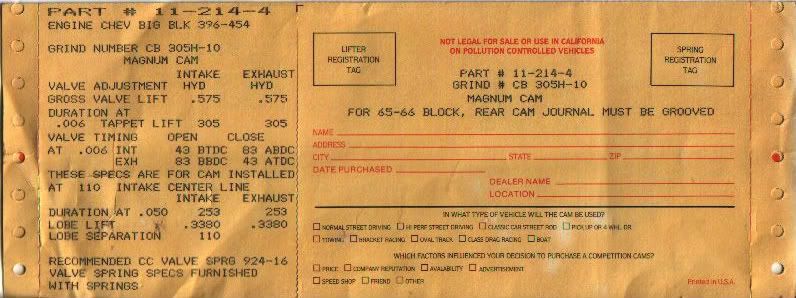 PART # 11-214-4
ENGINE CHEV BIG BLK 396-454
GRIND NUMBER CB 305H-10
MAGNUM CAM
INTAKE EXHAUST
VALVE ADJUSTMENT HYD HYD
GROSS VALVE LIFT .575 .575
DURATION AT
.006 TAPPET LIFT 305 305
VALVE TIMING OPEN CLOSE
AT .006 INT 43 BTDC 83 ABDC
EXH 83 BBDC 43 ATDC
THESE SPECS ARE FOR CAM INSTALLED
AT 110 INTAKE CENTER LINE
INTAKE EXHAUST
DURATION AT .050 253 253
LOBE LIFT .3380 .3380
LOBE SEPARATION 110
RECOMMENDED CC VALVE SPRG 924-16
VALVE SPRING SPECS FURNISHED
WITH SPRINGS
LIFTER
REGISTRATION
TAG
NOT LEGAL FOR SALE OR USE IN CALIFORNIA
ON POLLUTION CONTROLLED VEHICLES
SPRING
REGISTRATION
TAG
PART # 11-214-4
GRIND # CB 305H-10
MAGNUM CAM
FOR 65-66 BLOCK, REAR CAM JOURNAL MUST BE GROOVED
NAME
ADDRESS
CITY STATE ZIP
DATE PURCHASED
DEALER NAME
LOCATION
IN WHAT TYPE OF VEHICLE WILL THE CAM BE USED?
NORMAL STREET DRIVING HI PERF STREET DRIVING CLASSIC CAR STREET ROD PICK UP OR 4 WHL. DR.
TOWING BRACKET RACING OVAL TRACK CLASS DRAG RACING BOAT
WHICH FACTORS INFLUENCED YOUR DECISION TO PURCHASE A COMPETITION CAMS?
PRICE COMPANY REPUTATION AVAILABILITY ADVERTISEMENT
SPEED SHOP FRIEND OTHER
Printed in U.S.A.